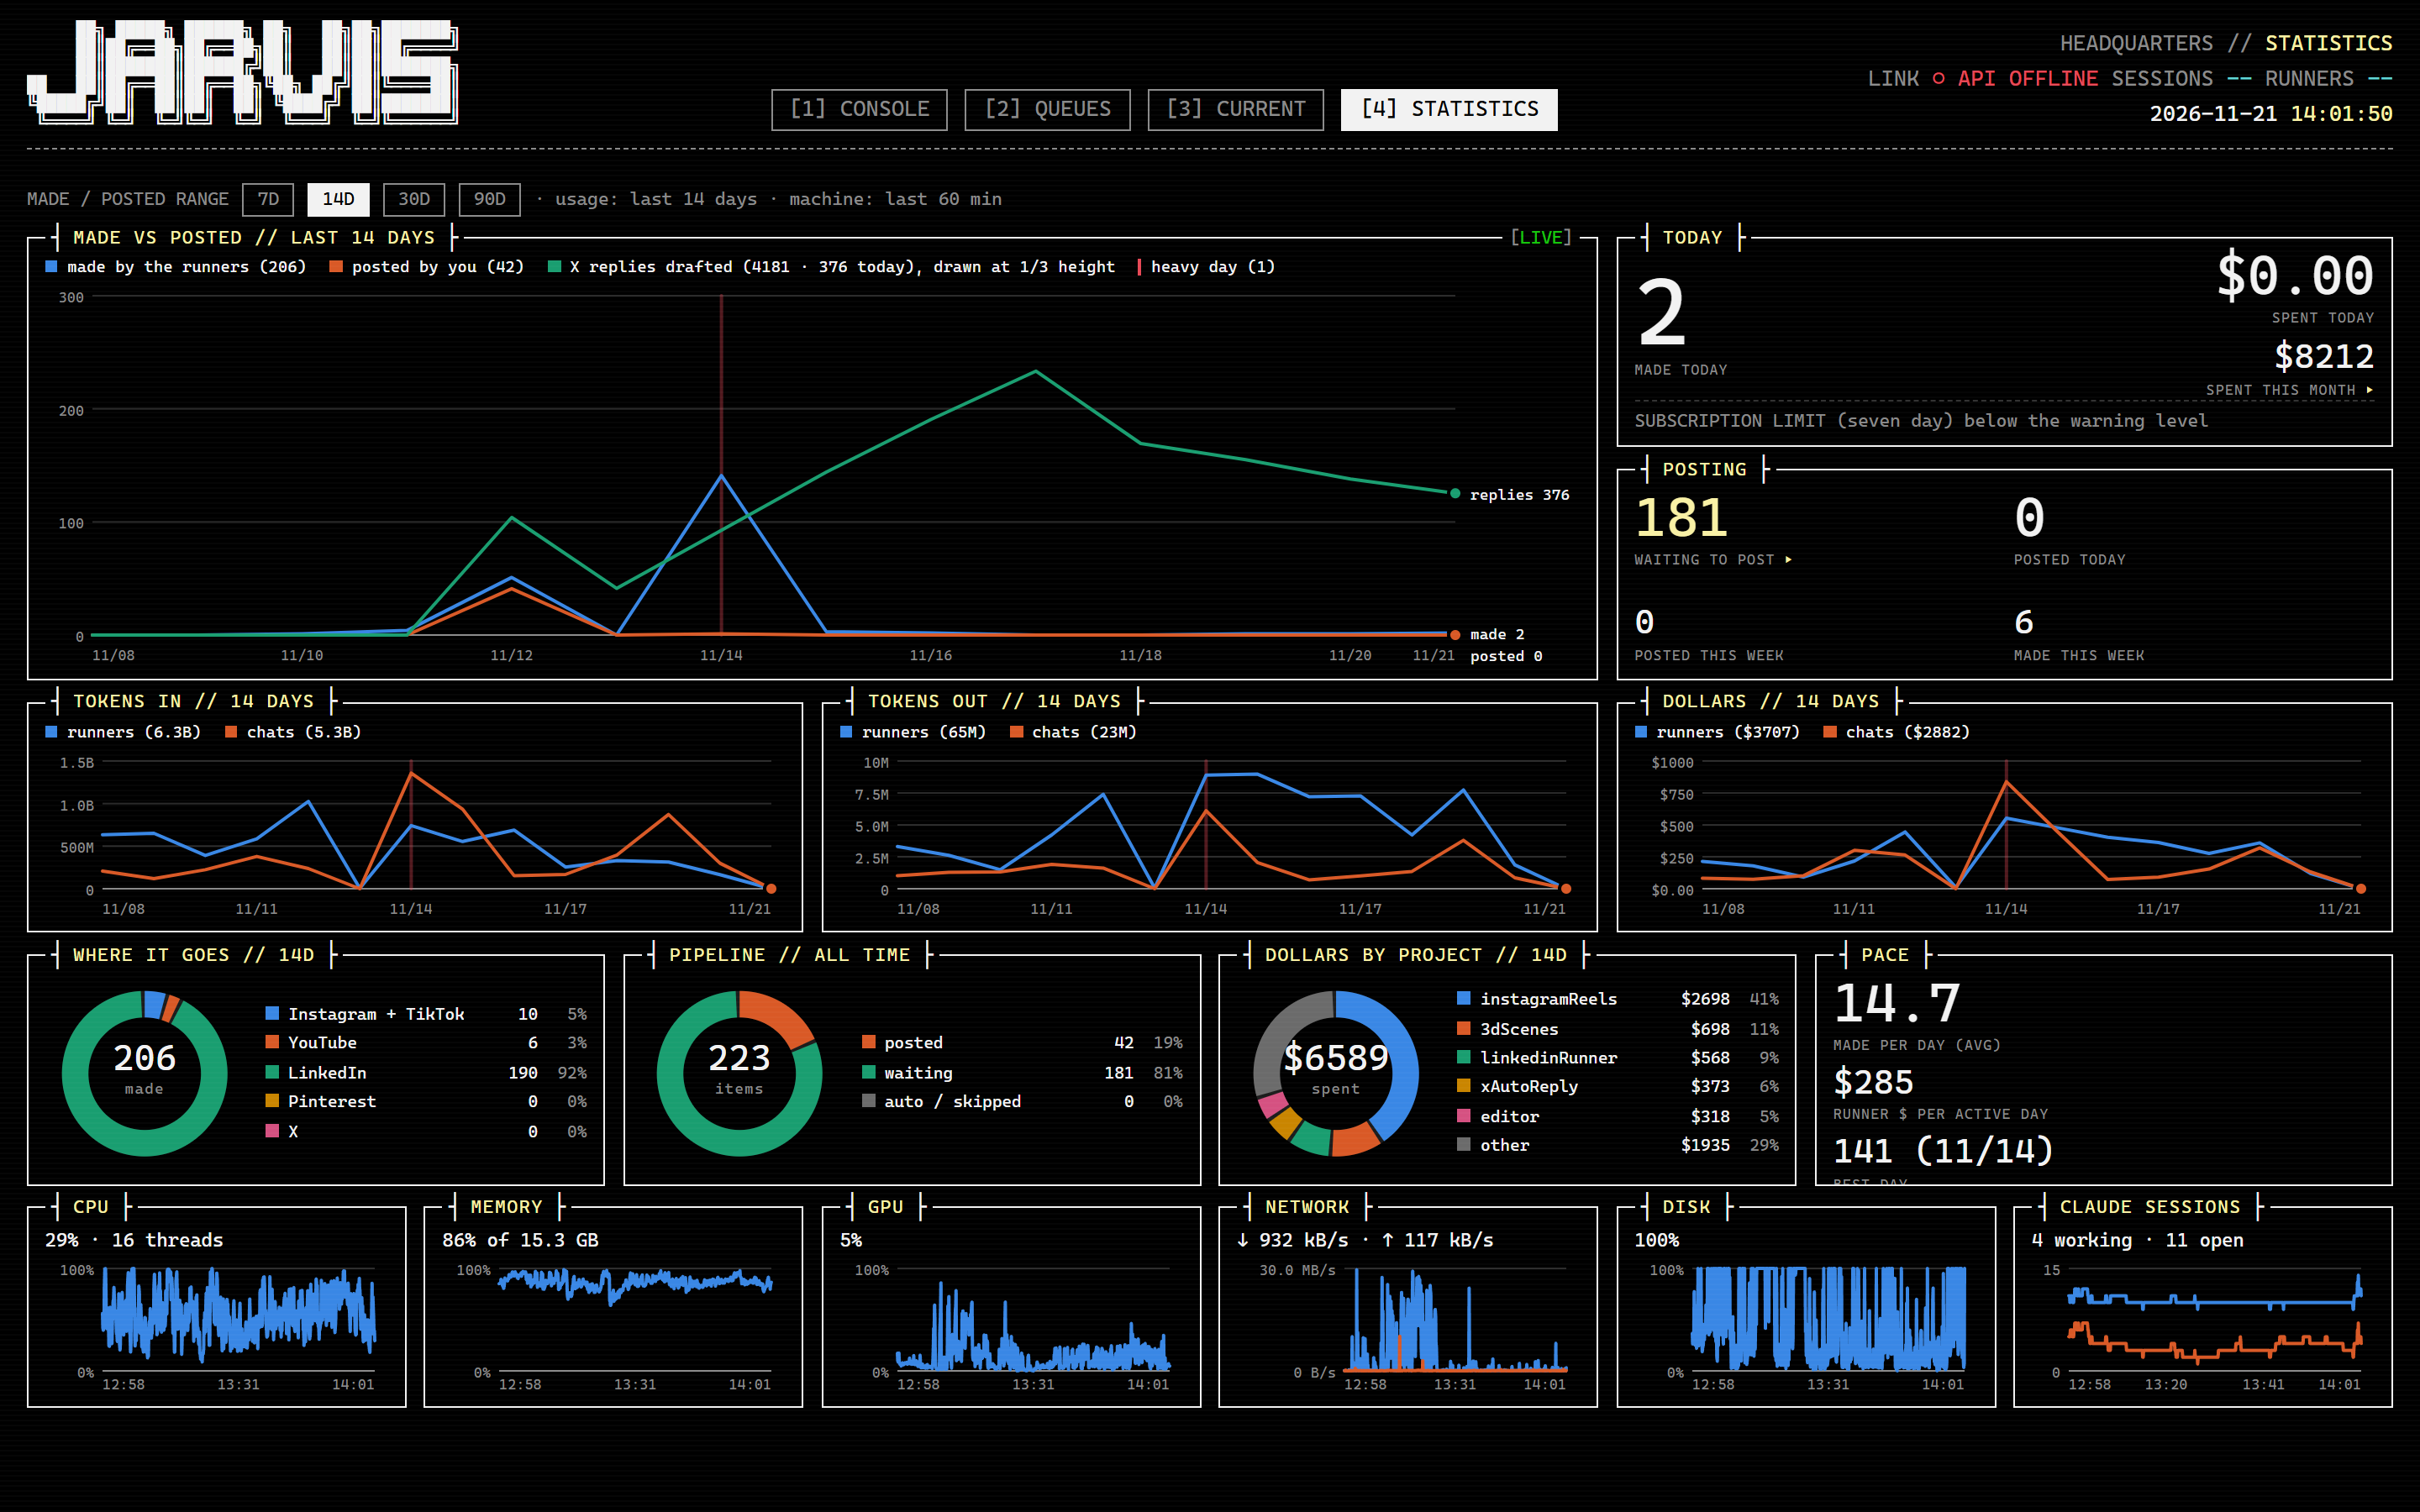 JARVIS
HEADQUARTERS // STATISTICS
LINK ○ API OFFLINE SESSIONS -- RUNNERS --
2026-11-21 14:01:50
[1] CONSOLE [2] QUEUES [3] CURRENT [4] STATISTICS
MADE / POSTED RANGE 7D 14D 30D 90D · usage: last 14 days · machine: last 60 min
MADE VS POSTED // LAST 14 DAYS [LIVE]
made by the runners (206) posted by you (42) X replies drafted (4181 · 376 today), drawn at 1/3 height heavy day (1)
300
200
100
0
replies 376
made 2
posted 0
11/08 11/10 11/12 11/14 11/16 11/18 11/20 11/21
TODAY
2
MADE TODAY
$0.00
SPENT TODAY
$8212
SPENT THIS MONTH ▸
SUBSCRIPTION LIMIT (seven day) below the warning level
POSTING
181 0
WAITING TO POST ▸ POSTED TODAY
0 6
POSTED THIS WEEK MADE THIS WEEK
TOKENS IN // 14 DAYS
runners (6.3B) chats (5.3B)
1.5B
1.0B
500M
0
11/08 11/11 11/14 11/17 11/21
TOKENS OUT // 14 DAYS
runners (65M) chats (23M)
10M
7.5M
5.0M
2.5M
0
11/08 11/11 11/14 11/17 11/21
DOLLARS // 14 DAYS
runners ($3707) chats ($2882)
$1000
$750
$500
$250
$0.00
11/08 11/11 11/14 11/17 11/21
WHERE IT GOES // 14D
206
made
Instagram + TikTok 10 5%
YouTube 6 3%
LinkedIn 190 92%
Pinterest 0 0%
X 0 0%
PIPELINE // ALL TIME
223
items
posted 42 19%
waiting 181 81%
auto / skipped 0 0%
DOLLARS BY PROJECT // 14D
$6589
spent
instagramReels $2698 41%
3dScenes $698 11%
linkedinRunner $568 9%
xAutoReply $373 6%
editor $318 5%
other $1935 29%
PACE
14.7
MADE PER DAY (AVG)
$285
RUNNER $ PER ACTIVE DAY
141 (11/14)
BEST DAY
CPU
29% · 16 threads
100%
0%
12:58 13:31 14:01
MEMORY
86% of 15.3 GB
100%
0%
12:58 13:31 14:01
GPU
5%
100%
0%
12:58 13:31 14:01
NETWORK
↓ 932 kB/s · ↑ 117 kB/s
30.0 MB/s
0 B/s
12:58 13:31 14:01
DISK
100%
100%
0%
12:58 13:31 14:01
CLAUDE SESSIONS
4 working · 11 open
15
0
12:58 13:20 13:41 14:01